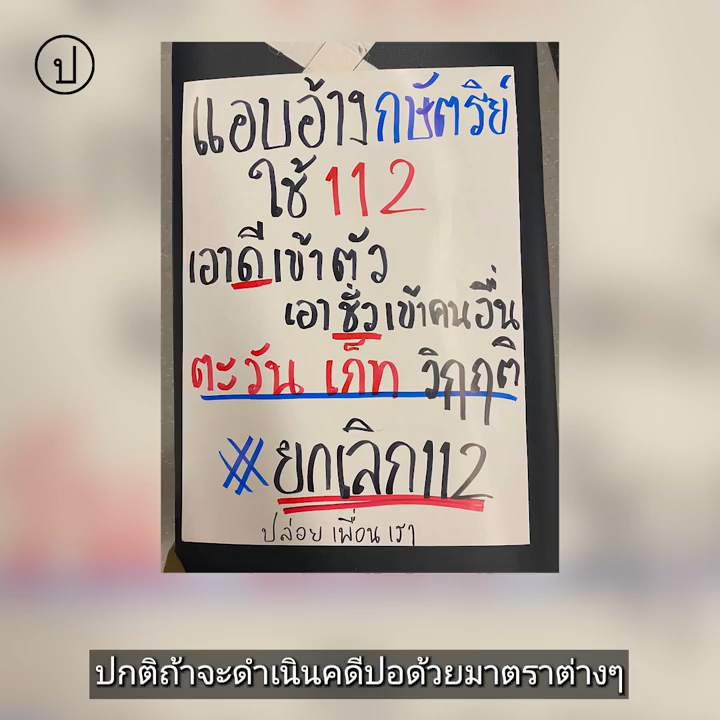 ป
แอบอ้างกษัตริย์
ใช้ 112
เอาดีเข้าตัว
เอาชั่วเข้าคนอื่น
ตะวัน เก็ท วิกฤติ
#ยกเลิก112
ปล่อย เพื่อน เรา
ปกติถ้าจะดำเนินคดีปอด้วยมาตราต่างๆ